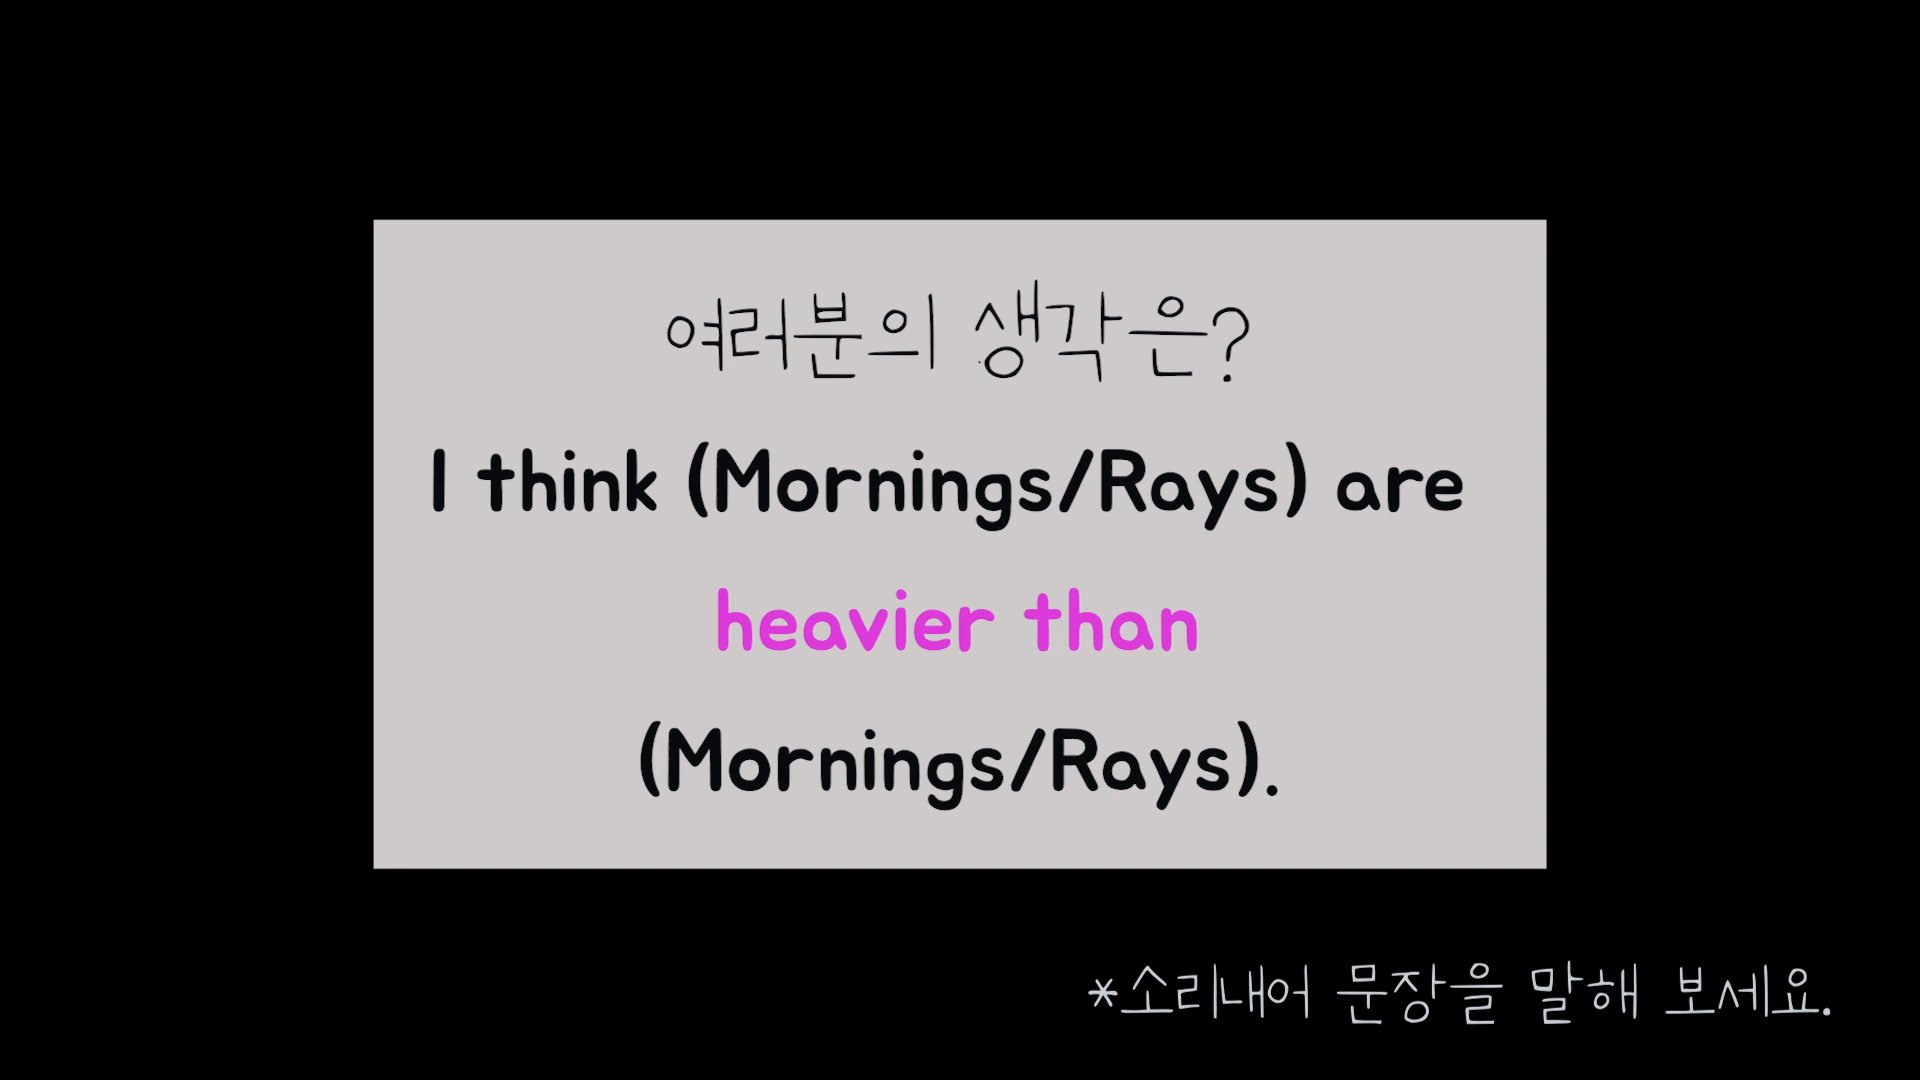 여러분의 생각은?
I think (Mornings/Rays) are
heavier than
(Mornings/Rays).
*소리내어 문장을 말해 보세요.